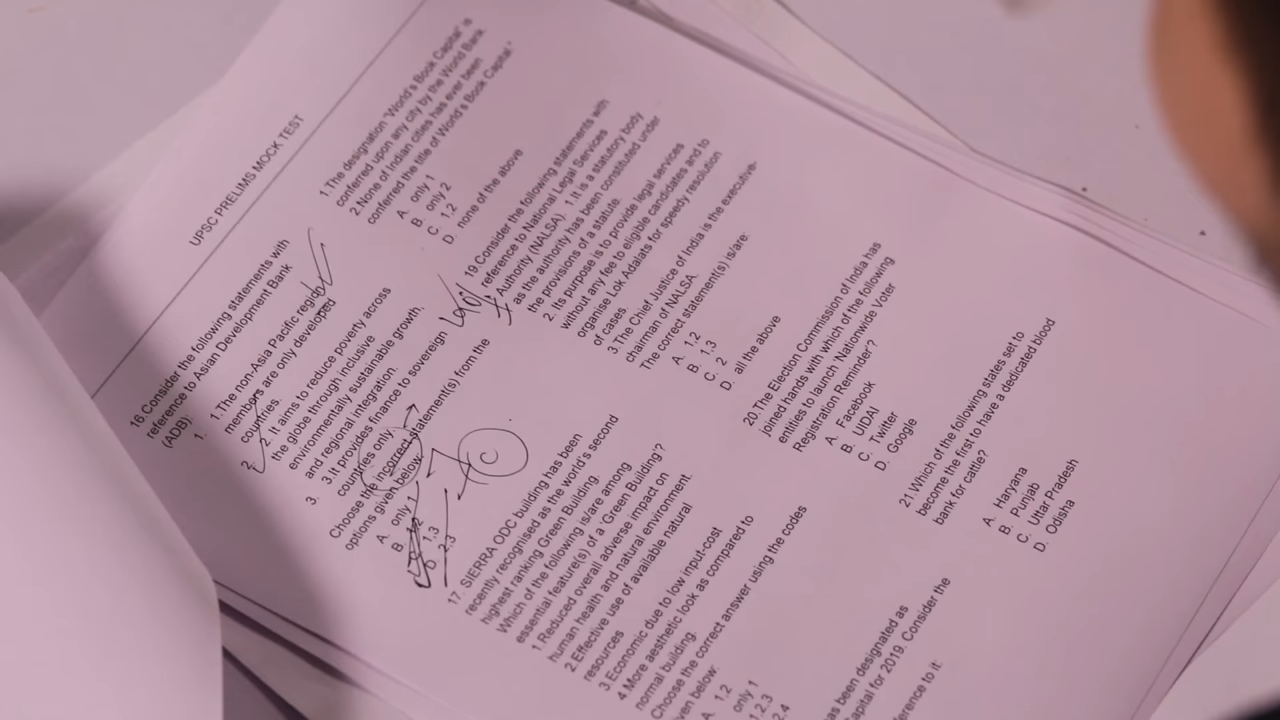 UPSC PRELIMS MOCK TEST
16.Consider the following statements with
reference to Asian Development Bank
(ADB):
1. 1.The non-Asia Pacific region
members are only developed
countries.
2. 2. It aims to reduce poverty across
the globe through inclusive
environmentally sustainable growth,
and regional integration.
3. 3.It provides finance to sovereign
countries only.
Choose the incorrect statement(s) from the
options given below.
A. only
B.
1,3
D 2,3
C
17. SIERRA ODC building has been
recently recognised as the world's second
highest ranking Green Building.
Which of the following is/are among
essential feature(s) of a 'Green Building'?
1.Reduced overall adverse impact on
human health and natural environment.
2.Effective use of available natural
resources
3.Economic due to low input-cost
4.More aesthetic look as compared to
normal building.
Choose the correct answer using the codes
given below:
A 1,2
only 1
1,2,3
2,4
has been designated as
Capital for 2019. Consider the
reference to it:
1.The designation "World's Book Capital" is
conferred upon any city by the World Bank
2.None of Indian cities has ever been
conferred the title of World's Book Capital."
A. only 1
B. only 2
C 1,2
D. none of the above
19.Consider the following statements with
reference to National Legal Services
Authority (NALSA): 1.It is a statutory body
as the authority has been constituted under
the provisions of a statute.
2. Its purpose is to provide legal services
without any fee to eligible candidates and to
organise Lok Adalats for speedy resolution
of cases.
3.The Chief Justice of India is the executive-
chairman of NALSA.
The correct statement(s) is/are:
A. 1,2
B. 1,3
C. 2
D. all the above
20.The Election Commission of India has
joined hands with which of the following
entities to launch Nationwide Voter
Registration Reminder?
A. Facebook
B. UIDAI
C. Twitter
D. Google
21.Which of the following states set to
become the first to have a dedicated blood
bank for cattle?
A. Haryana
B. Punjab
C. Uttar Pradesh
D. Odisha